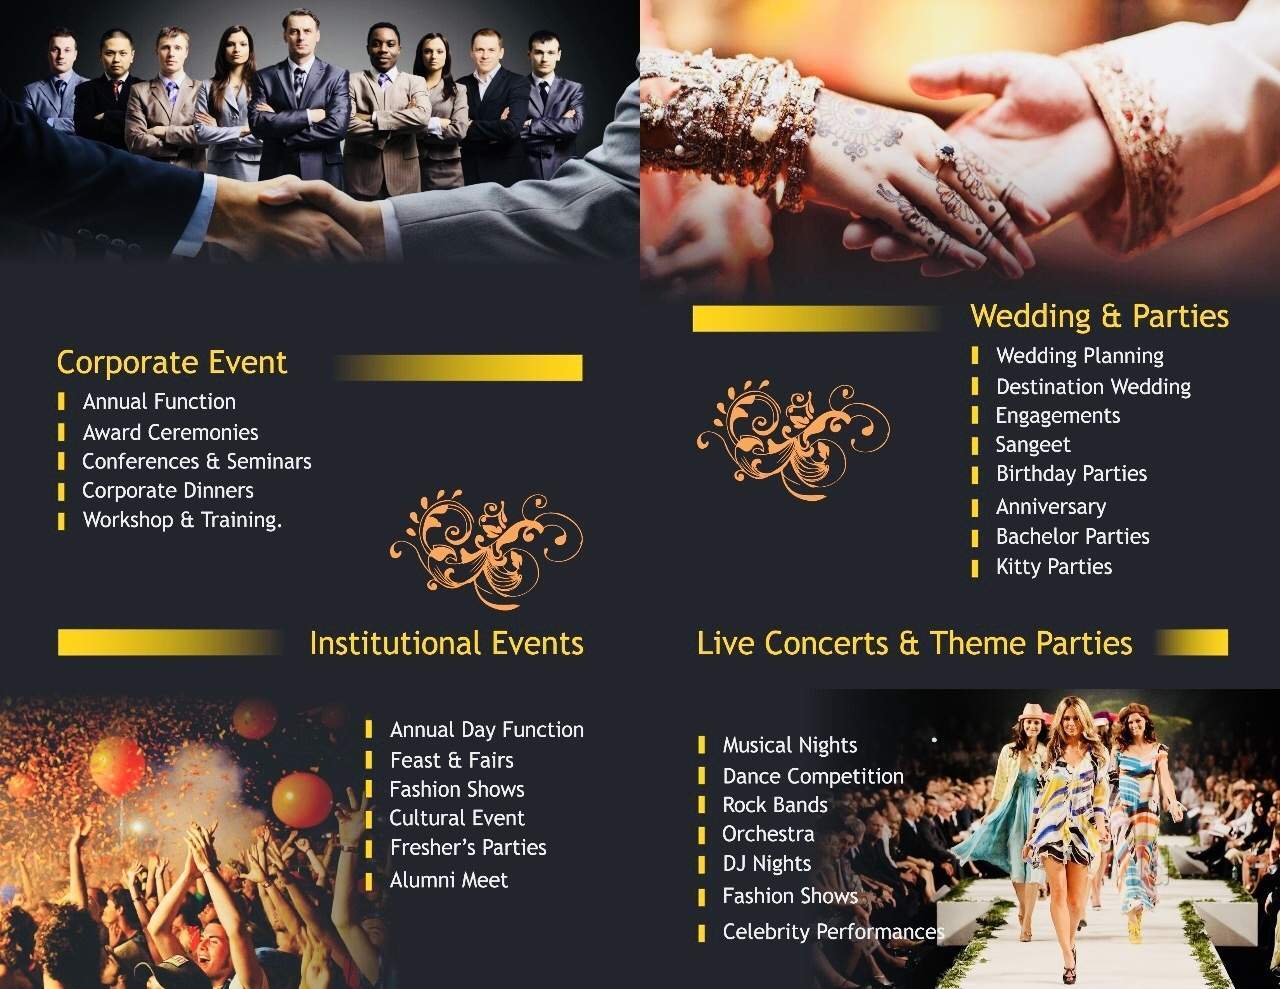 Corporate Event
Annual Function
Award Ceremonies
Conferences & Seminars
Corporate Dinners
Workshop & Training.
Wedding & Parties
Wedding Planning
Destination Wedding
Engagements
Sangeet
Birthday Parties
Anniversary
Bachelor Parties
Kitty Parties
Institutional Events
Annual Day Function
Feast & Fairs
Fashion Shows
Cultural Event
Fresher's Parties
Alumni Meet
Live Concerts & Theme Parties
Musical Nights
Dance Competition
Rock Bands
Orchestra
DJ Nights
Fashion Shows
Celebrity Performances